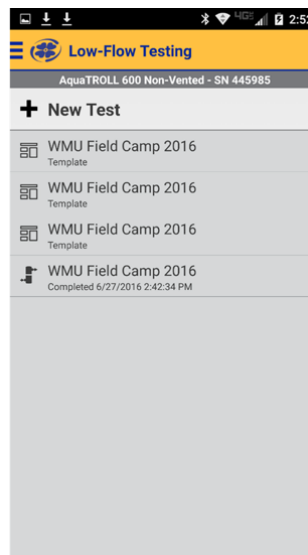 4G
2:52
Low-Flow Testing
AquaTROLL 600 Non-Vented - SN 445985
New Test
WMU Field Camp 2016
Template
WMU Field Camp 2016
Template
WMU Field Camp 2016
Template
WMU Field Camp 2016
Completed 6/27/2016 2:42:34 PM